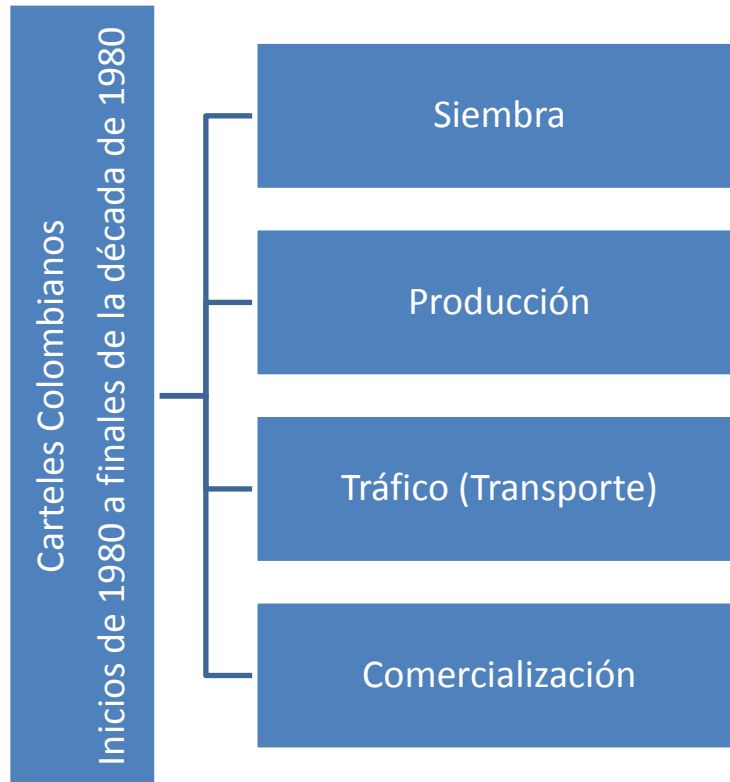 Carteles Colombianos
Inicios de 1980 a finales de la década de 1980
Siembra
Producción
Tráfico (Transporte)
Comercialización